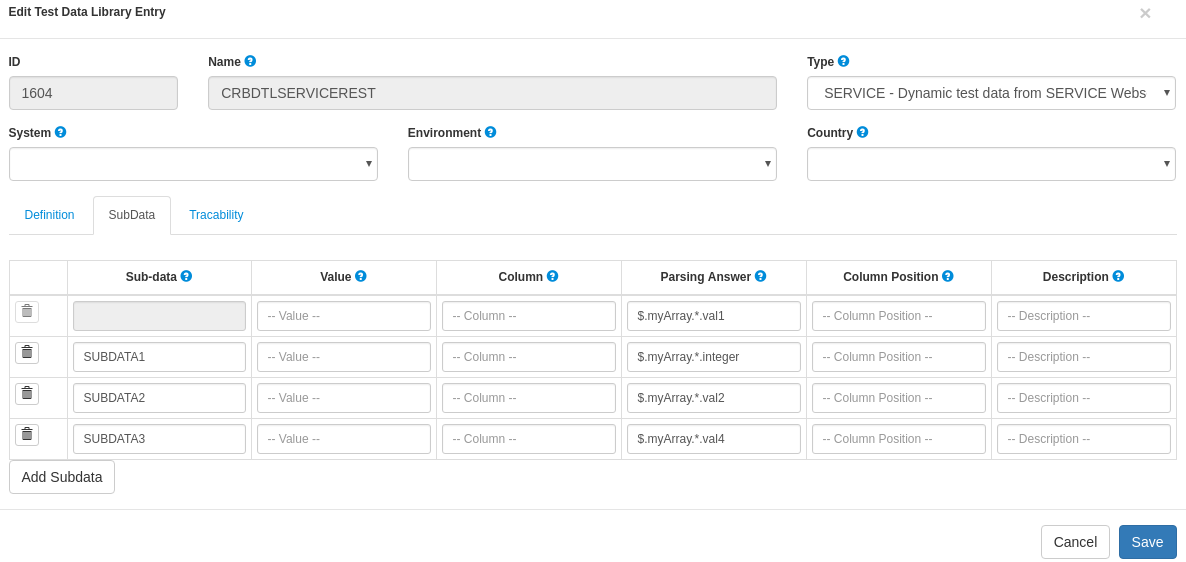 Edit Test Data Library Entry ×
ID Name ? Type ?
1604 CRBDTLSERVICEREST SERVICE - Dynamic test data from SERVICE Webs
System ? Environment ? Country ?
Definition SubData Tracability
Sub-data ? Value ? Column ? Parsing Answer ? Column Position ? Description ?
-- Value -- -- Column -- $.myArray.*.val1 -- Column Position -- -- Description --
SUBDATA1 -- Value -- -- Column -- $.myArray.*.integer -- Column Position -- -- Description --
SUBDATA2 -- Value -- -- Column -- $.myArray.*.val2 -- Column Position -- -- Description --
SUBDATA3 -- Value -- -- Column -- $.myArray.*.val4 -- Column Position -- -- Description --
Add Subdata
Cancel Save